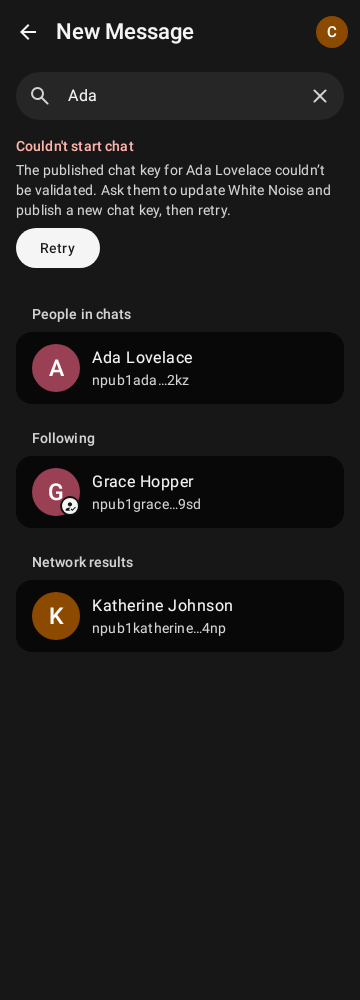 New Message
C
Ada
Couldn't start chat
The published chat key for Ada Lovelace couldn’t
be validated. Ask them to update White Noise and
publish a new chat key, then retry.
Retry
People in chats
A
Ada Lovelace
npub1ada…2kz
Following
G
Grace Hopper
npub1grace…9sd
Network results
K
Katherine Johnson
npub1katherine…4np